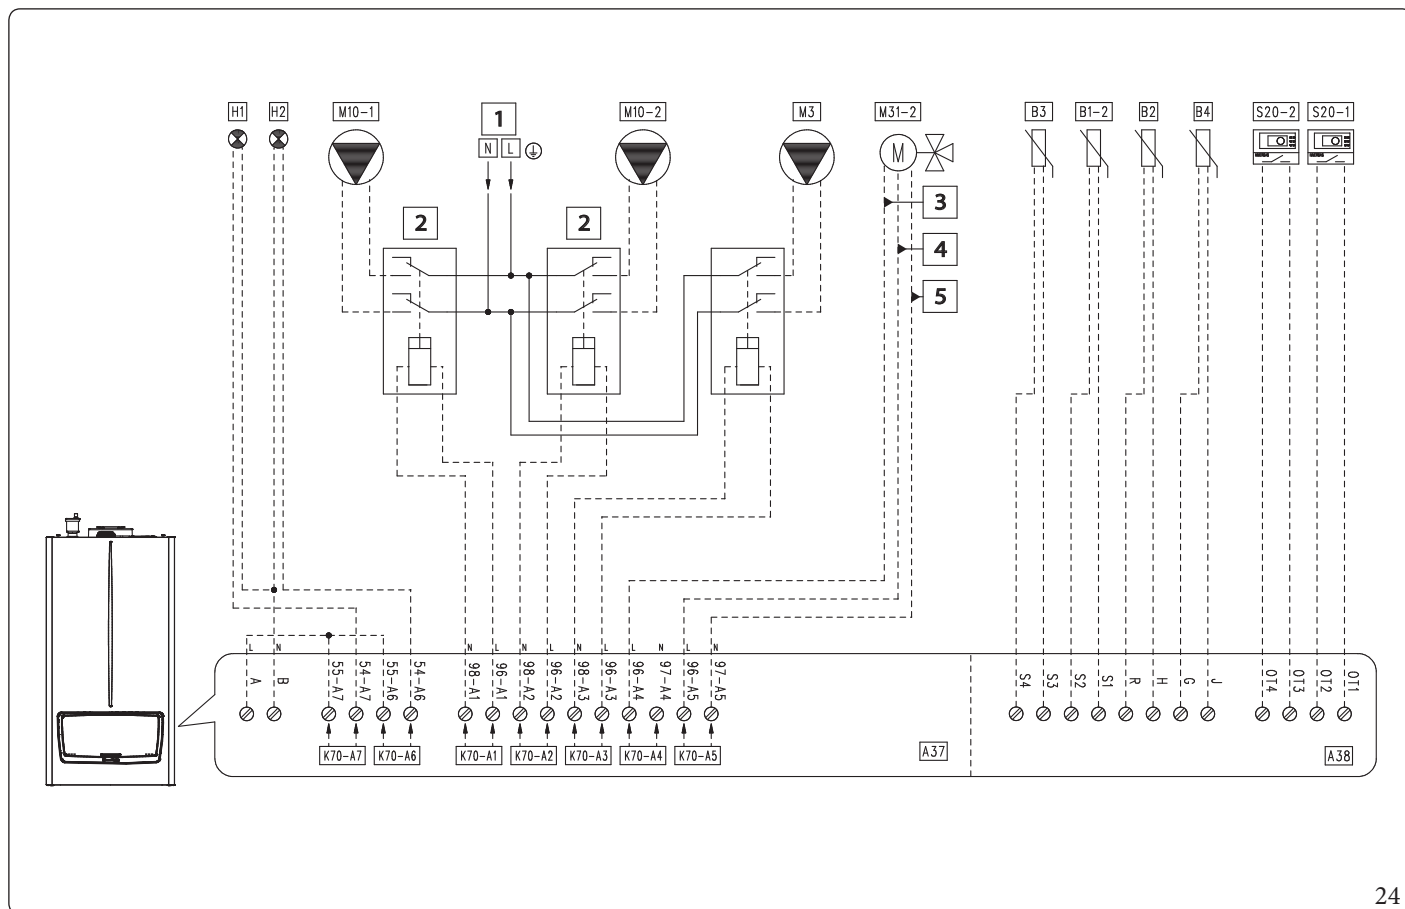 H1 H2 M10-1 1 M10-2 M3 M31-2 B3 B1-2 B2 B4 S20-2 S20-1
N L
M
3
2 2
4
5
L N N L N L N L L N L N
A B 55-A7 54-A7 55-A6 54-A6 98-A1 96-A1 98-A2 96-A2 98-A3 96-A3 96-A4 97-A4 96-A5 97-A5 S4 S3 S2 S1 R H G J OT4 OT3 OT2 OT1
K70-A7 K70-A6 K70-A1 K70-A2 K70-A3 K70-A4 K70-A5 A37 A38
24